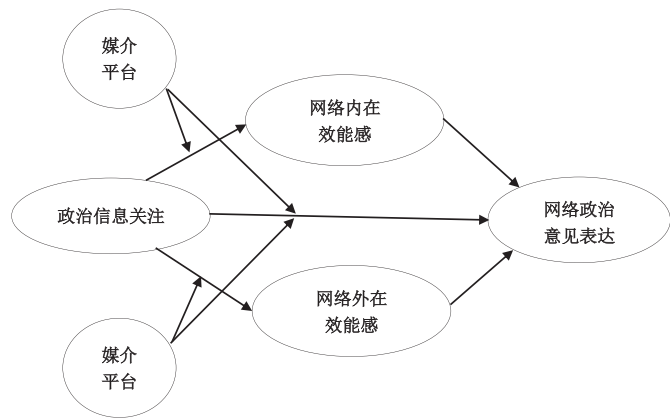 媒介
平台
网络内在
效能感
政治信息关注
网络政治
意见表达
网络外在
效能感
媒介
平台